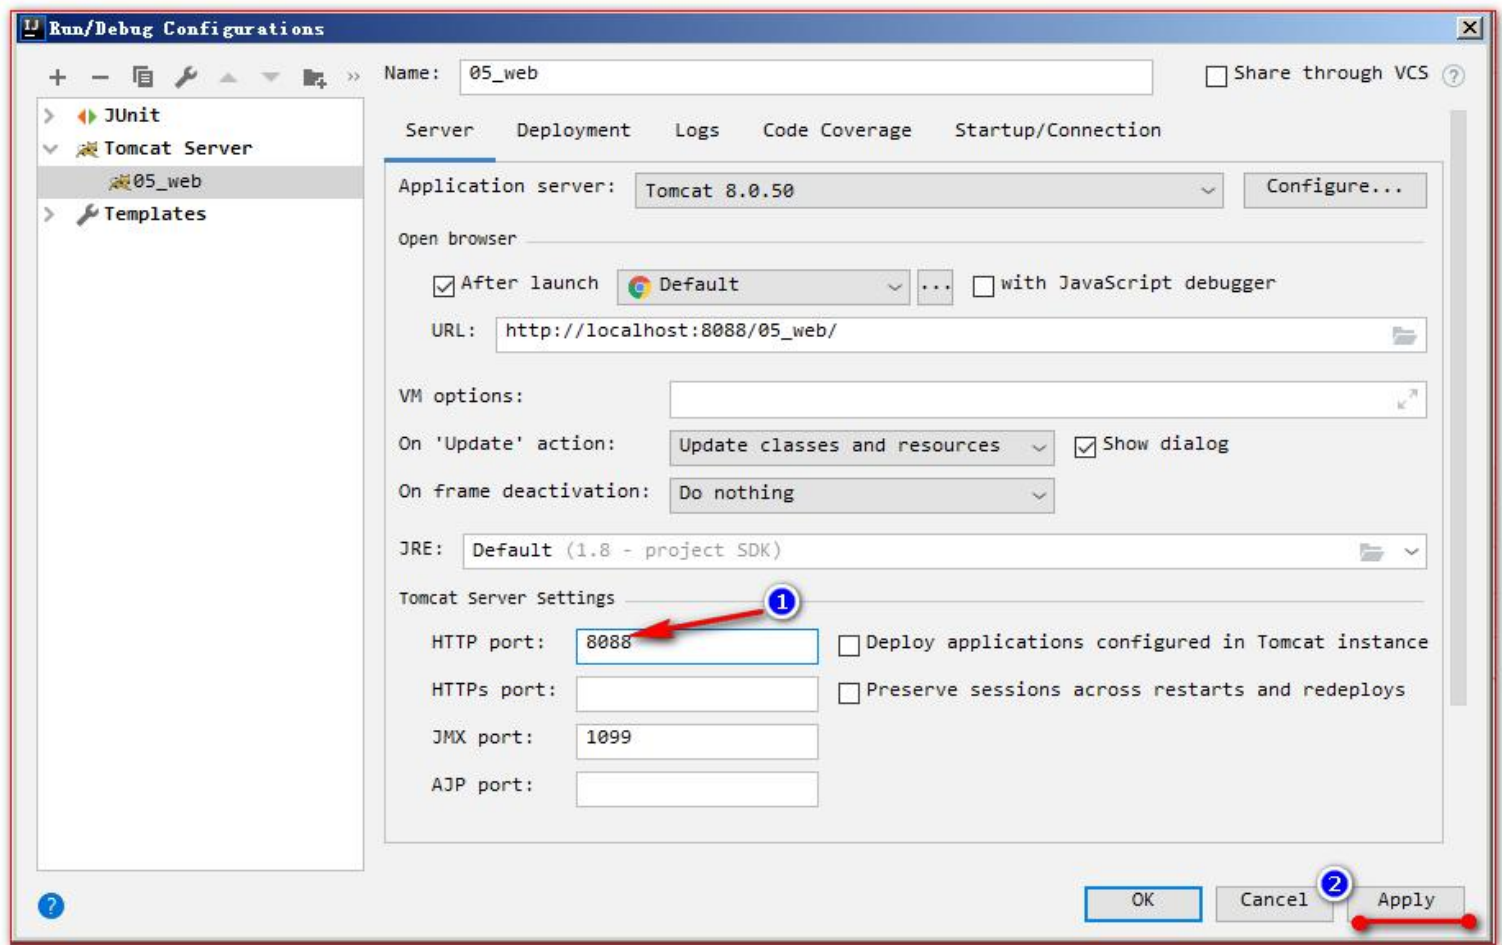 Run/Debug Configurations
Name: 05_web Share through VCS
JUnit
Tomcat Server
05_web
Templates
Server Deployment Logs Code Coverage Startup/Connection
Application server: Tomcat 8.0.50 Configure...
Open browser
After launch Default ... with JavaScript debugger
URL: http://localhost:8088/05_web/
VM options:
On 'Update' action: Update classes and resources Show dialog
On frame deactivation: Do nothing
JRE: Default (1.8 - project SDK)
Tomcat Server Settings 1
HTTP port: 8088 Deploy applications configured in Tomcat instance
HTTPs port: Preserve sessions across restarts and redeploys
JMX port: 1099
AJP port:
OK Cancel 2 Apply